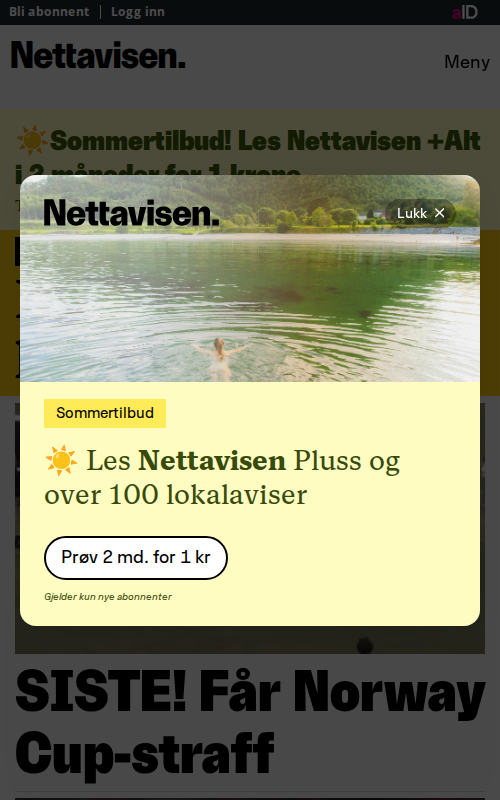 Bli abonnent | Logg inn
aID
Nettavisen.
Meny
Sommertilbud! Les Nettavisen +Alt
i 2 måneder for 1 krone
Nettavisen.
Lukk ✕
Sommertilbud
Les Nettavisen Pluss og
over 100 lokalaviser
Prøv 2 md. for 1 kr
Gjelder kun nye abonnenter
SISTE! Får Norway
Cup-straff